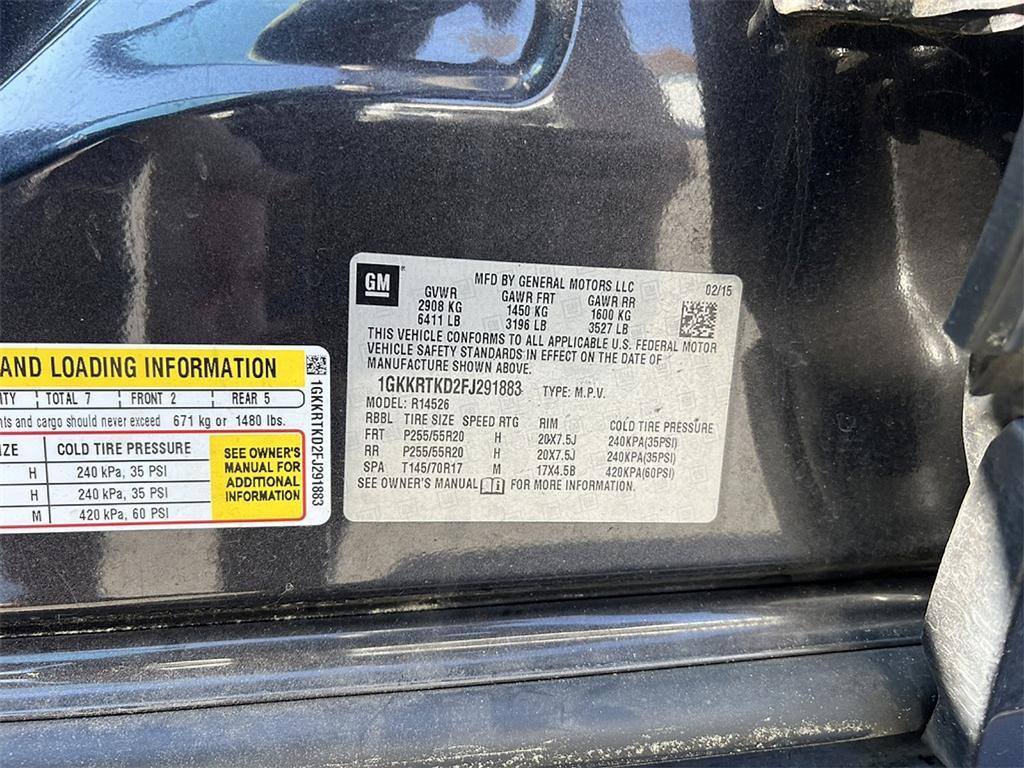 GM
MFD BY GENERAL MOTORS LLC 02/15
GVWR GAWR FRT GAWR RR
2908 KG 1450 KG 1600 KG
6411 LB 3196 LB 3527 LB
THIS VEHICLE CONFORMS TO ALL APPLICABLE U.S. FEDERAL MOTOR
VEHICLE SAFETY STANDARDS IN EFFECT ON THE DATE OF
MANUFACTURE SHOWN ABOVE.
1GKKRTKD2FJ291883 TYPE: M.P.V.
MODEL: R14526
RBBL TIRE SIZE SPEED RTG RIM COLD TIRE PRESSURE
FRT P255/55R20 H 20X7.5J 240KPA(35PSI)
RR P255/55R20 H 20X7.5J 240KPA(35PSI)
SPA T145/70R17 M 17X4.5B 420KPA(60PSI)
SEE OWNER'S MANUAL FOR MORE INFORMATION.
AND LOADING INFORMATION
ITY TOTAL 7 FRONT 2 REAR 5
nts and cargo should never exceed 671 kg or 1480 lbs.
ZE COLD TIRE PRESSURE
H 240 kPa, 35 PSI
H 240 kPa, 35 PSI
M 420 kPa, 60 PSI
SEE OWNER'S
MANUAL FOR
ADDITIONAL
INFORMATION
1GKKRTKD2FJ291883